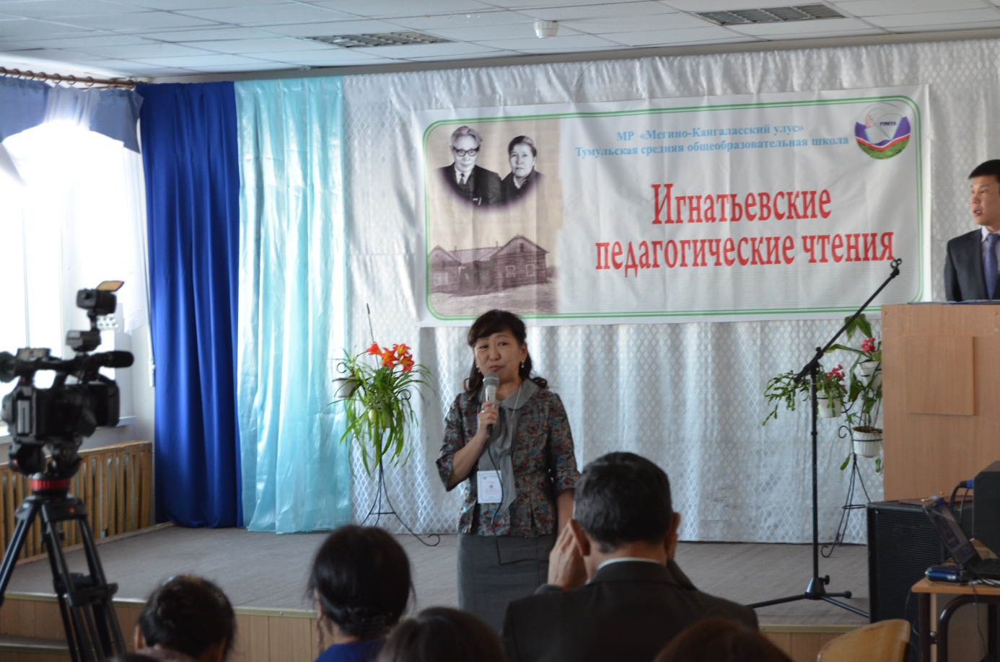 МР «Мегино-Кангаласский улус»
Тумульская средняя общеобразовательная школа
Игнатьевские
педагогические чтения